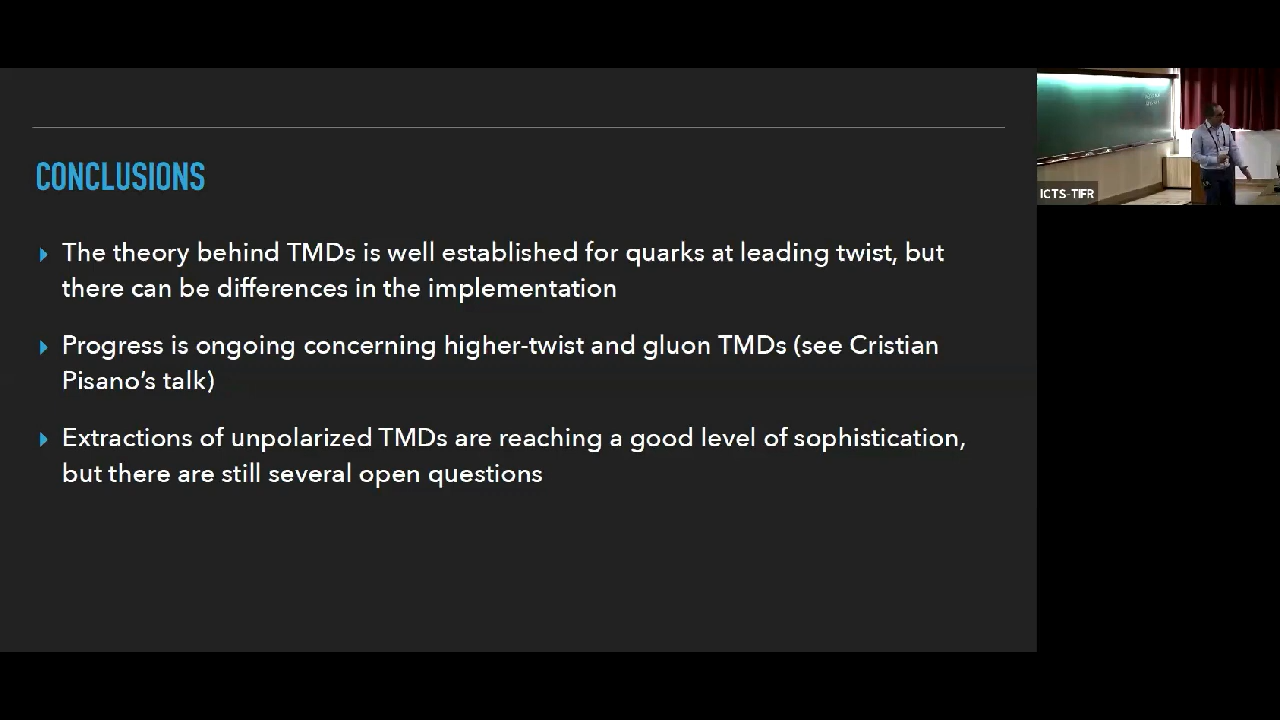 CONCLUSIONS
The theory behind TMDs is well established for quarks at leading twist, but
there can be differences in the implementation
Progress is ongoing concerning higher-twist and gluon TMDs (see Cristian
Pisano's talk)
Extractions of unpolarized TMDs are reaching a good level of sophistication,
but there are still several open questions
ICTS-TIFR